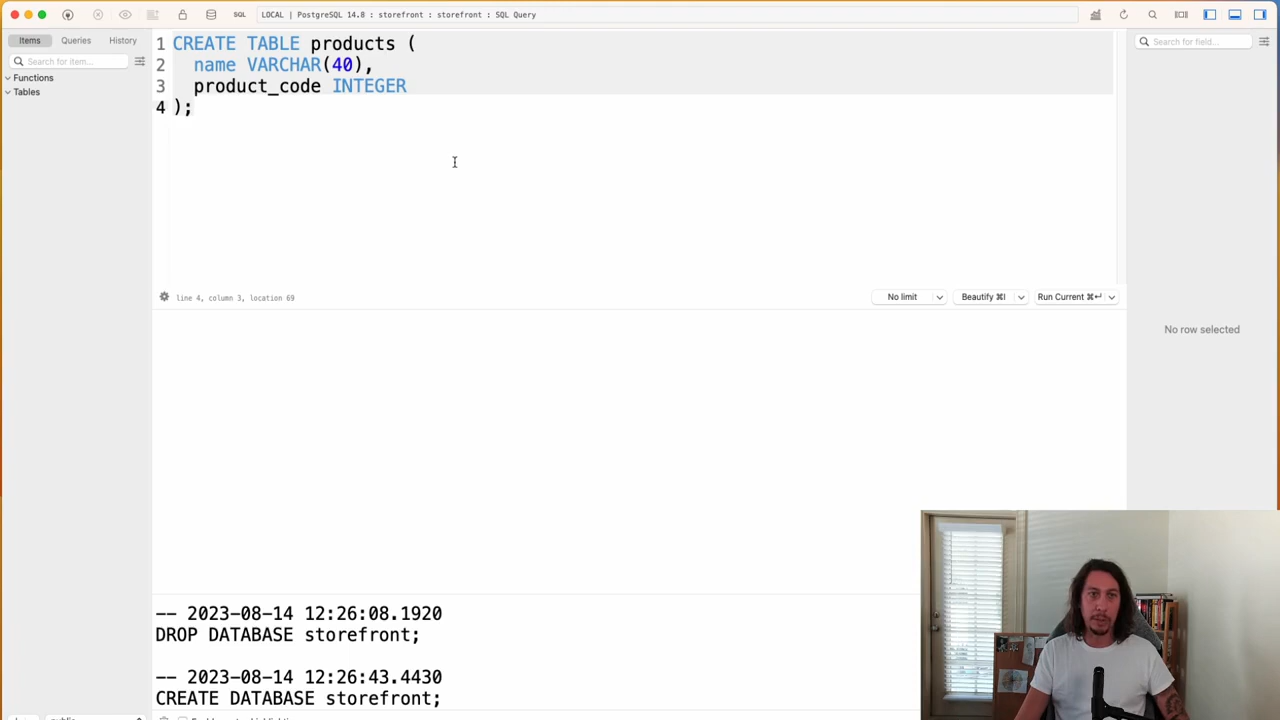 SQL
LOCAL | PostgreSQL 14.8 : storefront : storefront : SQL Query
Items
Queries
History
Search for item...
Functions
Tables
1 CREATE TABLE products (
2 name VARCHAR(40),
3 product_code INTEGER
4 );
Search for field...
line 4, column 3, location 69
No limit
Beautify ⌘I
Run Current ⌘↵
No row selected
-- 2023-08-14 12:26:08.1920
DROP DATABASE storefront;
-- 2023-08-14 12:26:43.4430
CREATE DATABASE storefront;